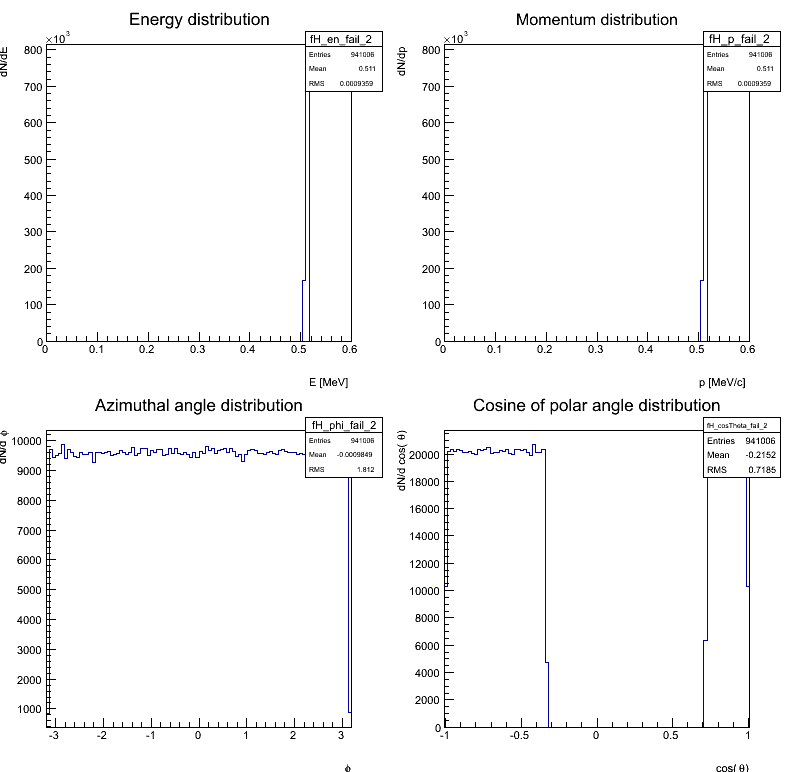 Energy distribution
×10³
dN/dE
fH_en_fail_2
Entries 941006
Mean 0.511
RMS 0.0009359
800
700
600
500
400
300
200
100
0
0 0.1 0.2 0.3 0.4 0.5 0.6
E [MeV]
Momentum distribution
×10³
dN/dp
fH_p_fail_2
Entries 941006
Mean 0.511
RMS 0.0009359
800
700
600
500
400
300
200
100
0
0 0.1 0.2 0.3 0.4 0.5 0.6
p [MeV/c]
Azimuthal angle distribution
dN/d ϕ
fH_phi_fail_2
Entries 941006
Mean -0.0009849
RMS 1.812
10000
9000
8000
7000
6000
5000
4000
3000
2000
1000
-3 -2 -1 0 1 2 3
ϕ
Cosine of polar angle distribution
dN/d cos( θ)
fH_cosTheta_fail_2
Entries 941006
Mean -0.2152
RMS 0.7185
20000
18000
16000
14000
12000
10000
8000
6000
4000
2000
0
-1 -0.5 0 0.5 1
cos( θ)